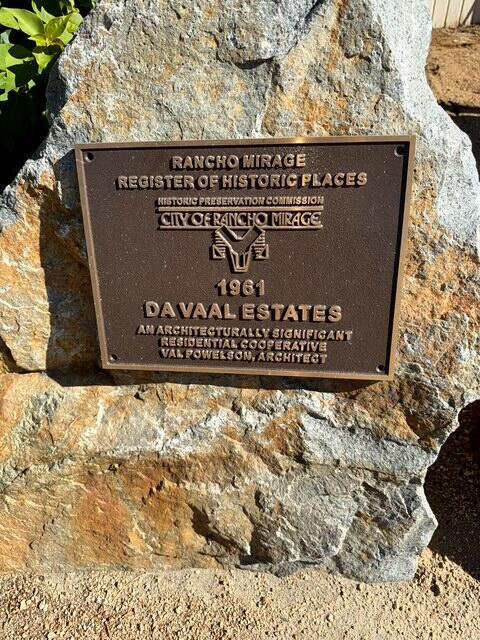 RANCHO MIRAGE
REGISTER OF HISTORIC PLACES
HISTORIC PRESERVATION COMMISSION
CITY OF RANCHO MIRAGE
1961
DA VAAL ESTATES
AN ARCHITECTURALLY SIGNIFICANT
RESIDENTIAL COOPERATIVE
VAL POWELSON, ARCHITECT